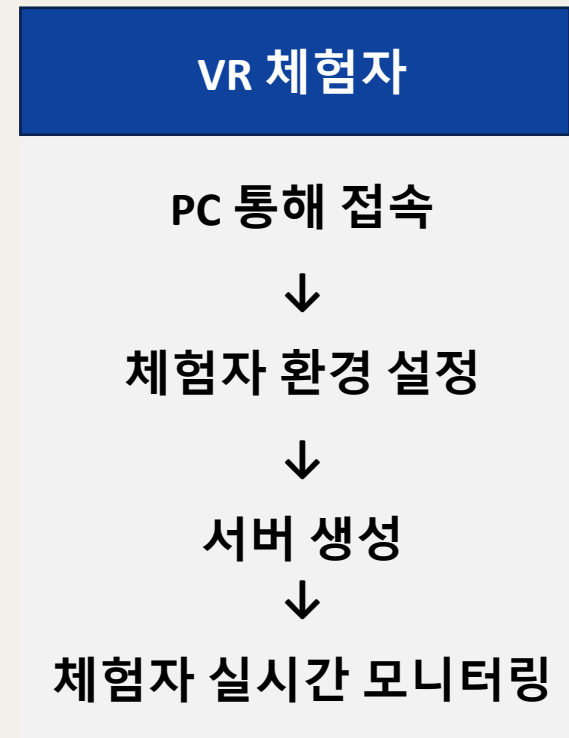 VR 체험자
PC 통해 접속
↓
체험자 환경 설정
↓
서버 생성
↓
체험자 실시간 모니터링